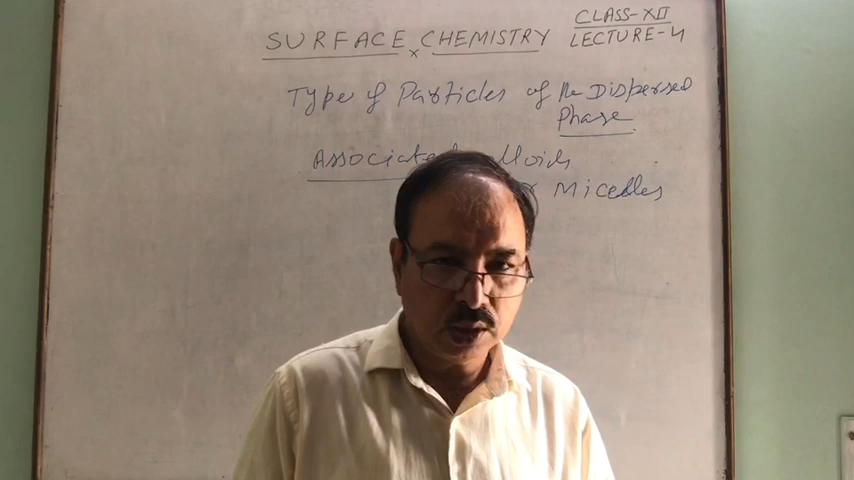 SURFACE CHEMISTRY
CLASS-XII
LECTURE-4
Type of Particles of the Dispersed
Phase
Micelles